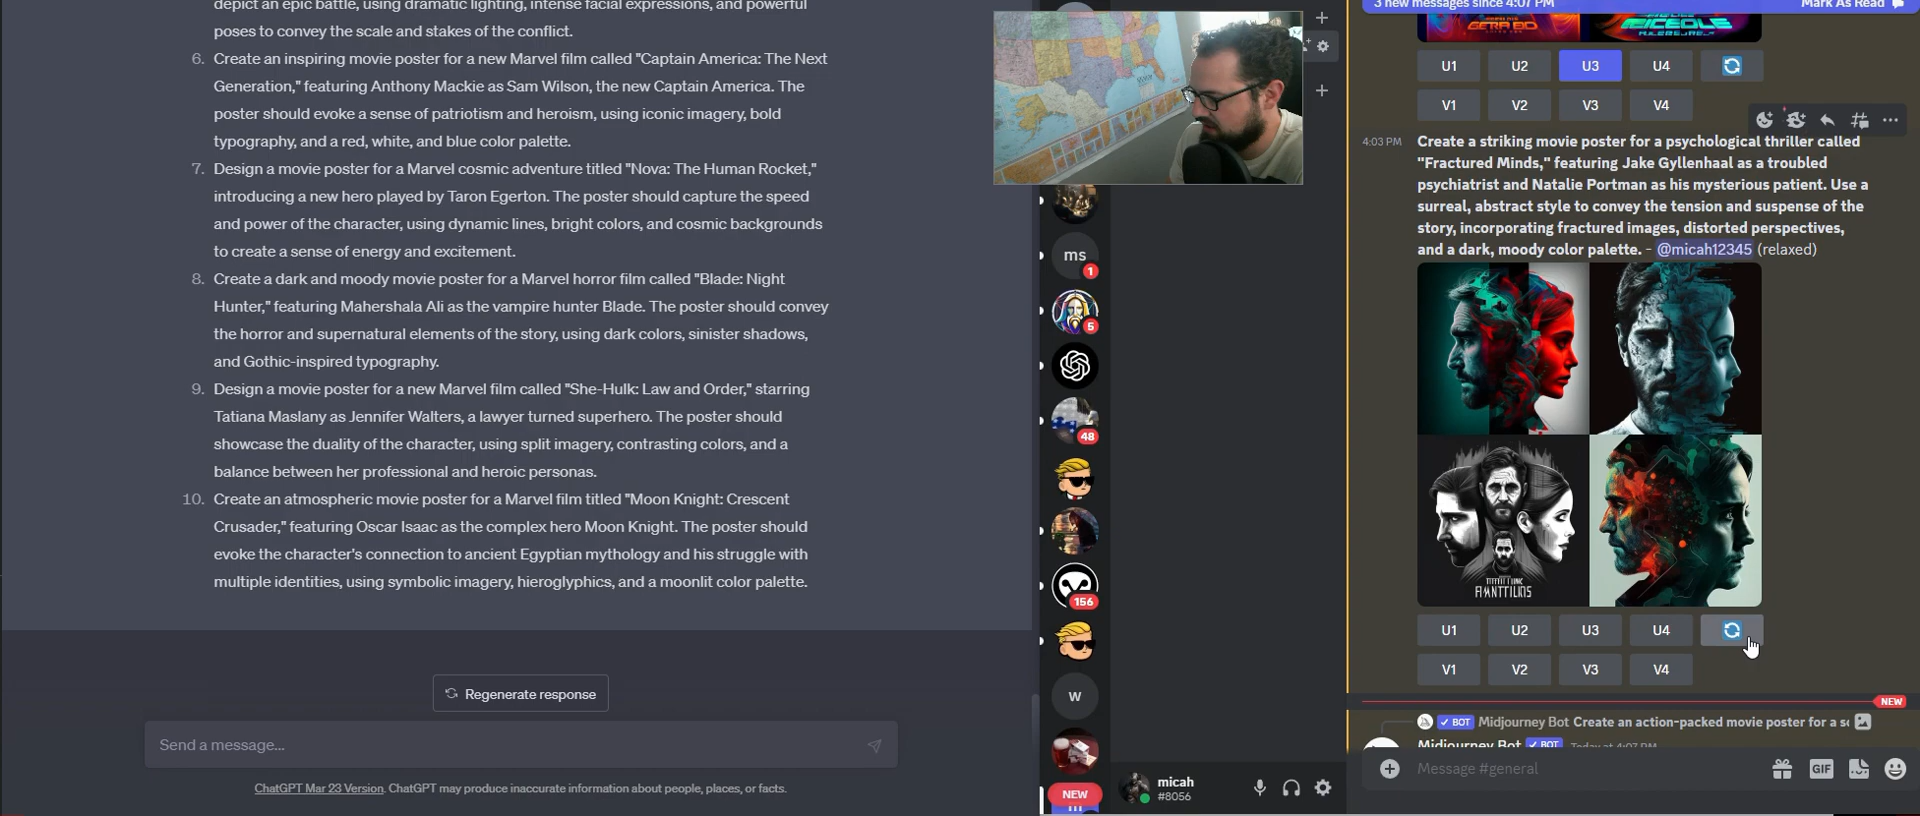 depict an epic battle, using dramatic lighting, intense facial expressions, and powerful
poses to convey the scale and stakes of the conflict.
6. Create an inspiring movie poster for a new Marvel film called "Captain America: The Next
Generation," featuring Anthony Mackie as Sam Wilson, the new Captain America. The
poster should evoke a sense of patriotism and heroism, using iconic imagery, bold
typography, and a red, white, and blue color palette.
7. Design a movie poster for a Marvel cosmic adventure titled "Nova: The Human Rocket,"
introducing a new hero played by Taron Egerton. The poster should capture the speed
and power of the character, using dynamic lines, bright colors, and cosmic backgrounds
to create a sense of energy and excitement.
8. Create a dark and moody movie poster for a Marvel horror film called "Blade: Night
Hunter," featuring Mahershala Ali as the vampire hunter Blade. The poster should convey
the horror and supernatural elements of the story, using dark colors, sinister shadows,
and Gothic-inspired typography.
9. Design a movie poster for a new Marvel film called "She-Hulk: Law and Order," starring
Tatiana Maslany as Jennifer Walters, a lawyer turned superhero. The poster should
showcase the duality of the character, using split imagery, contrasting colors, and a
balance between her professional and heroic personas.
10. Create an atmospheric movie poster for a Marvel film titled "Moon Knight: Crescent
Crusader," featuring Oscar Isaac as the complex hero Moon Knight. The poster should
evoke the character's connection to ancient Egyptian mythology and his struggle with
multiple identities, using symbolic imagery, hieroglyphics, and a moonlit color palette.
Regenerate response
Send a message...
ChatGPT Mar 23 Version. ChatGPT may produce inaccurate information about people, places, or facts.
ms
1
5
48
156
W
NEW
micah
#8056
3 new messages since 4:07 PM
Mark As Read
U1 U2 U3 U4
V1 V2 V3 V4
4:03 PM
Create a striking movie poster for a psychological thriller called
"Fractured Minds," featuring Jake Gyllenhaal as a troubled
psychiatrist and Natalie Portman as his mysterious patient. Use a
surreal, abstract style to convey the tension and suspense of the
story, incorporating fractured images, distorted perspectives,
and a dark, moody color palette. - @micah12345 (relaxed)
U1 U2 U3 U4
V1 V2 V3 V4
NEW
✓ BOT Midjourney Bot Create an action-packed movie poster for a sc
Midjourney Bot ✓ BOT Today at 4:07 PM
Message #general
GIF